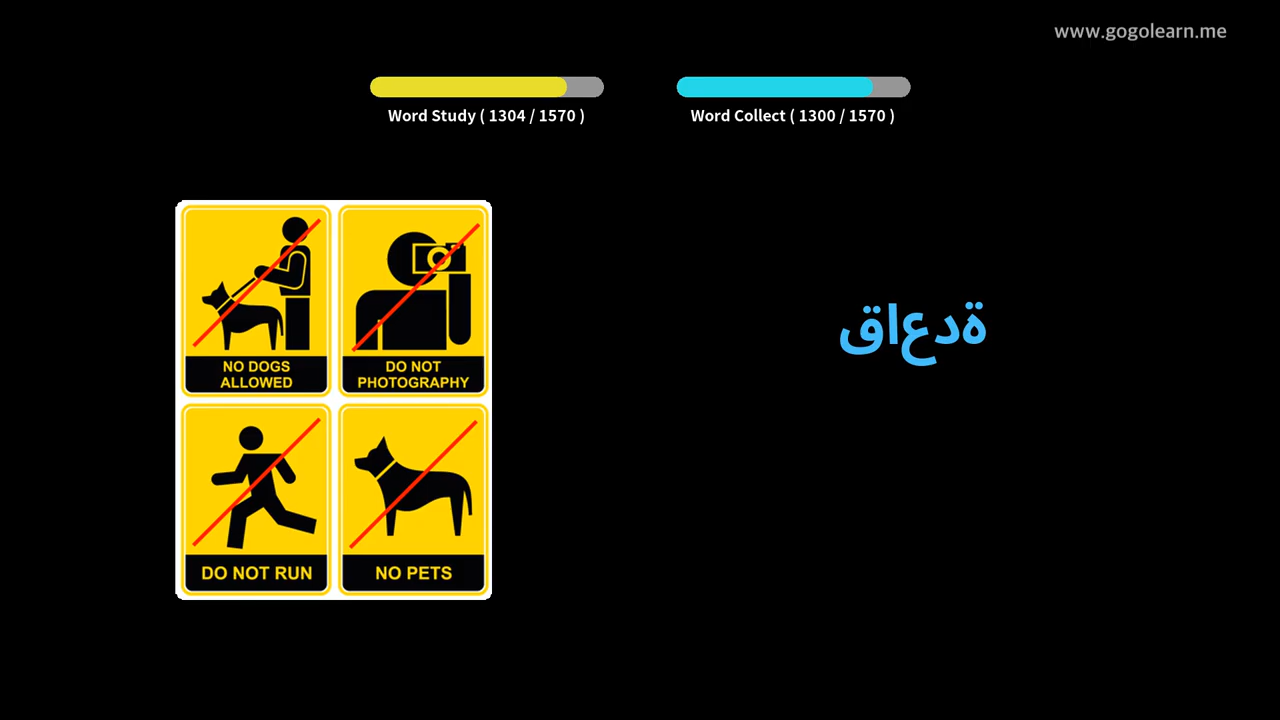 www.gogolearn.me
Word Study ( 1304 / 1570 )
Word Collect ( 1300 / 1570 )
NO DOGS
ALLOWED
DO NOT
PHOTOGRAPHY
ةدعاق
DO NOT RUN
NO PETS